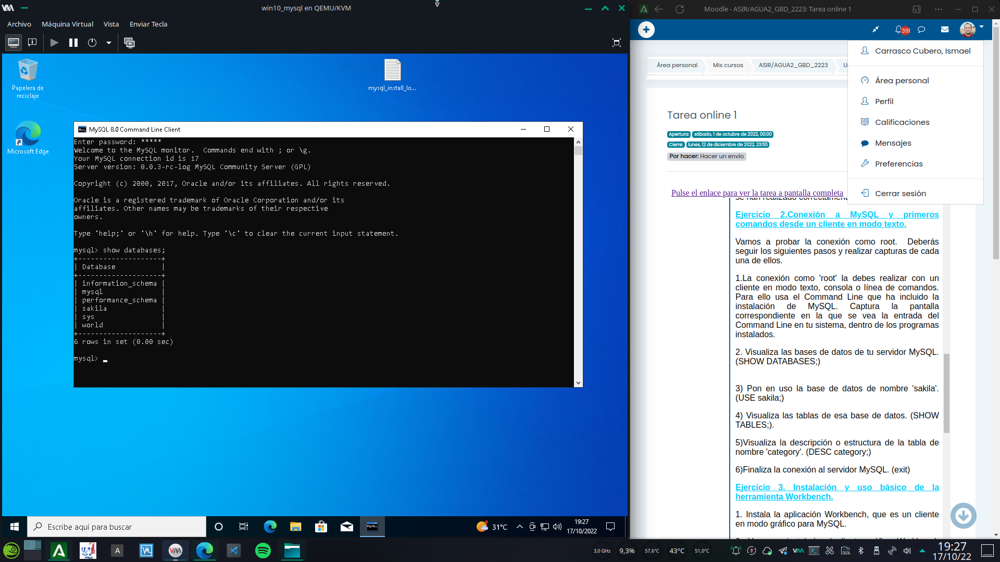 win10_mysql en QEMU/KVM
Archivo Máquina Virtual Vista Enviar Tecla
Papelera de
reciclaje
mysql_install_lo...
Microsoft Edge
MySQL 8.0 Command Line Client
Enter password: *****
Welcome to the MySQL monitor.  Commands end with ; or \g.
Your MySQL connection id is 17
Server version: 8.0.3-rc-log MySQL Community Server (GPL)
Copyright (c) 2000, 2017, Oracle and/or its affiliates. All rights reserved.
Oracle is a registered trademark of Oracle Corporation and/or its
affiliates. Other names may be trademarks of their respective
owners.
Type 'help;' or '\h' for help. Type '\c' to clear the current input statement.
mysql> show databases;
+--------------------+
| Database           |
+--------------------+
| information_schema |
| mysql              |
| performance_schema |
| sakila             |
| sys                |
| world              |
+--------------------+
6 rows in set (0.00 sec)
mysql> _
Escribe aquí para buscar
31°C
19:27
17/10/2022
Moodle - ASIR/AGUA2_GBD_2223: Tarea online 1
391
Área personal Mis cursos ASIR/AGUA2_GBD_2223 U
Carrasco Cubero, Ismael
Área personal
Perfil
Calificaciones
Mensajes
Preferencias
Cerrar sesión
Tarea online 1
Apertura: sábado, 1 de octubre de 2022, 00:00
Cierre: lunes, 12 de diciembre de 2022, 23:55
Por hacer: Hacer un envío
Pulse el enlace para ver la tarea a pantalla completa
se han realizado correctament
Ejercicio 2.Conexión a MySQL y primeros
comandos desde un cliente en modo texto.
Vamos a probar la conexión como root.  Deberás
seguir los siguientes pasos y realizar capturas de cada
una de ellos.
1.La conexión como 'root' la debes realizar con un
cliente en modo texto, consola o línea de comandos.
Para ello usa el Command Line que ha incluido la
instalación de MySQL. Captura la pantalla
correspondiente en la que se vea la entrada del
Command Line en tu sistema, dentro de los programas
instalados.
2. Visualiza las bases de datos de tu servidor MySQL.
(SHOW DATABASES;)
3) Pon en uso la base de datos de nombre 'sakila'.
(USE sakila;)
4) Visualiza las tablas de esa base de datos. (SHOW
TABLES;).
5)Visualiza la descripción o estructura de la tabla de
nombre 'category'. (DESC category;)
6)Finaliza la conexión al servidor MySQL. (exit)
Ejercicio 3. Instalación y uso básico de la
herramienta Workbench.
1. Instala la aplicación Workbench, que es un cliente
en modo gráfico para MySQL.
3,0 GHz 9,3% 57,6°C 43°C 51,0°C
96%
19:27
17/10/22